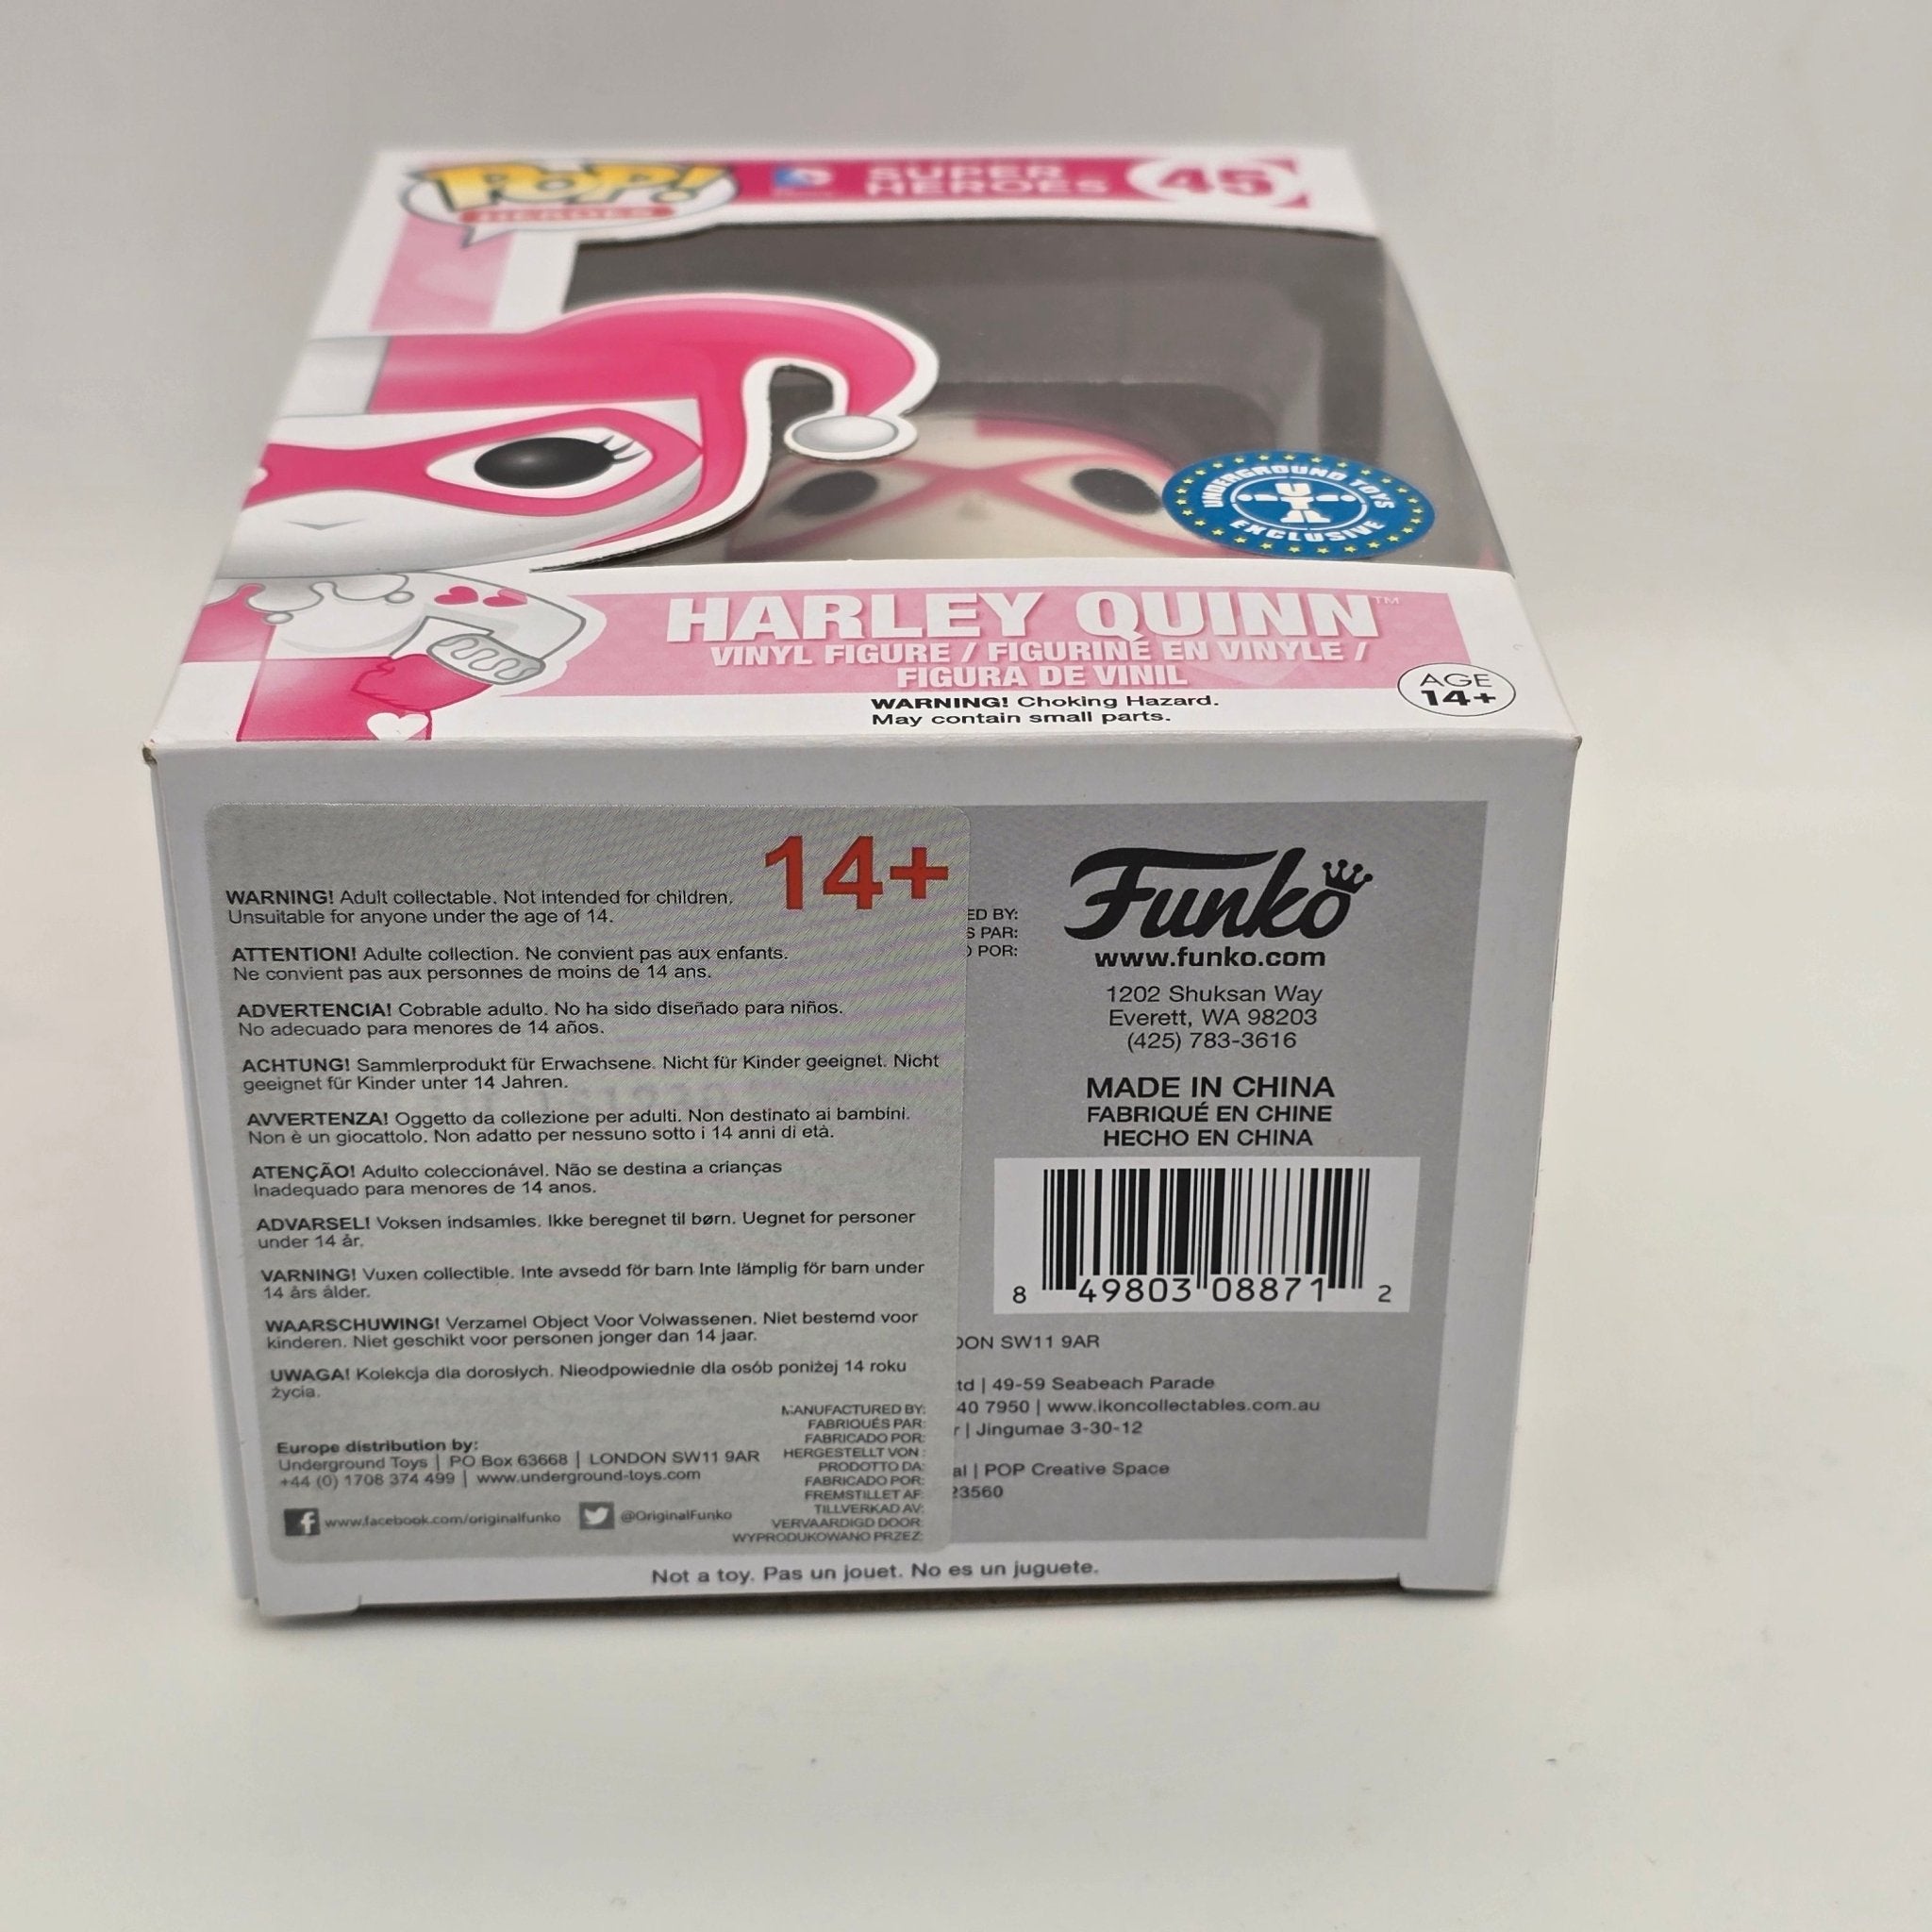 POP!
HEROES
SUPER
HEROES
45
UNDERGROUND TOYS
EXCLUSIVE
HARLEY QUINN™
VINYL FIGURE / FIGURINE EN VINYLE /
FIGURA DE VINIL
WARNING! Choking Hazard.
May contain small parts.
AGE
14+
14+
WARNING! Adult collectable. Not intended for children.
Unsuitable for anyone under the age of 14.
ATTENTION! Adulte collection. Ne convient pas aux enfants.
Ne convient pas aux personnes de moins de 14 ans.
ADVERTENCIA! Cobrable adulto. No ha sido diseñado para niños.
No adecuado para menores de 14 años.
ACHTUNG! Sammlerprodukt für Erwachsene. Nicht für Kinder geeignet. Nicht
geeignet für Kinder unter 14 Jahren.
AVVERTENZA! Oggetto da collezione per adulti. Non destinato ai bambini.
Non è un giocattolo. Non adatto per nessuno sotto i 14 anni di età.
ATENÇÃO! Adulto coleccionável. Não se destina a crianças
Inadequado para menores de 14 anos.
ADVARSEL! Voksen indsamles. Ikke beregnet til børn. Uegnet for personer
under 14 år.
VARNING! Vuxen collectible. Inte avsedd för barn Inte lämplig för barn under
14 års ålder.
WAARSCHUWING! Verzamel Object Voor Volwassenen. Niet bestemd voor
kinderen. Niet geschikt voor personen jonger dan 14 jaar.
UWAGA! Kolekcja dla dorosłych. Nieodpowiednie dla osób poniżej 14 roku
życia.
MANUFACTURED BY:
FABRIQUÉS PAR:
FABRICADO POR:
HERGESTELLT VON :
PRODOTTO DA:
FABRICADO POR:
FREMSTILLET AF:
TILLVERKAD AV:
VERVAARDIGD DOOR:
WYPRODUKOWANO PRZEZ:
Europe distribution by:
Underground Toys | PO Box 63668 | LONDON SW11 9AR
+44 (0) 1708 374 499 | www.underground-toys.com
www.facebook.com/originalfunko
@OriginalFunko
ED BY:
S PAR:
POR:
Funko
www.funko.com
1202 Shuksan Way
Everett, WA 98203
(425) 783-3616
MADE IN CHINA
FABRIQUÉ EN CHINE
HECHO EN CHINA
8 49803 08871 2
DON SW11 9AR
td | 49-59 Seabeach Parade
40 7950 | www.ikoncollectables.com.au
r | Jingumae 3-30-12
al | POP Creative Space
23560
Not a toy. Pas un jouet. No es un juguete.